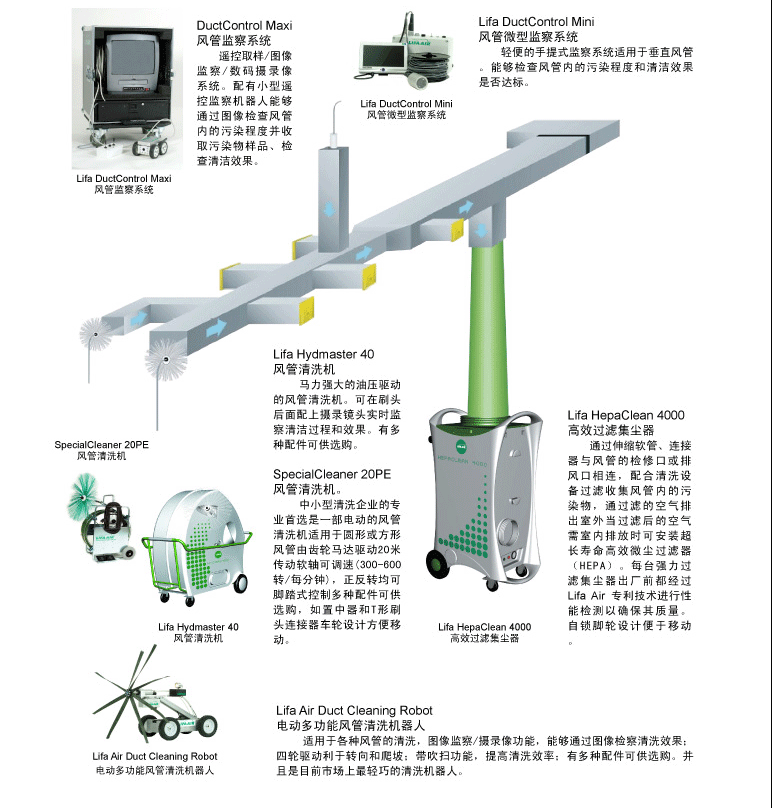 DuctControl Maxi
风管监察系统
遥控取样/图像
监察/数码摄录像
系统。配有小型遥
控监察机器人能够
通过图像检查风管
内的污染程度并收
取污染物样品、检
查清洁效果。
Lifa DuctControl Maxi
风管监察系统
Lifa DuctControl Mini
风管微型监察系统
轻便的手提式监察系统适用于垂直风管
。能够检查风管内的污染程度和清洁效果
是否达标。
LIFA AIR
Lifa DuctControl Mini
风管微型监察系统
Lifa Hydmaster 40
风管清洗机
马力强大的油压驱动
的风管清洗机。可在刷头
后面配上摄录镜头实时监
察清洁过程和效果。有多
种配件可供选购。
SpecialCleaner 20PE
风管清洗机
SpecialCleaner 20PE
风管清洗机。
中小型清洗企业的专
业首选是一部电动的风管
清洗机适用于圆形或方形
风管由齿轮马达驱动20米
传动软轴可调速(300-600
转/每分钟),正反转均可
脚踏式控制多种配件可供
选购,如置中器和T形刷
头连接器车轮设计方便移
动。
Lifa Hydmaster 40
风管清洗机
HEPACLEAN 4000
Lifa HepaClean 4000
高效过滤集尘器
Lifa HepaClean 4000
高效过滤集尘器
通过伸缩软管、连接
器与风管的检修口或排
风口相连，配合清洗设
备过滤收集风管内的污
染物，通过滤的空气排
出室外当过滤后的空气
需室内排放时可安装超
长寿命高效微尘过滤器
（HEPA）。每台强力过
滤集尘器出厂前都经过
Lifa Air 专利技术进行性
能检测以确保其质量。
自锁脚轮设计便于移动
。
Lifa Air Duct Cleaning Robot
电动多功能风管清洗机器人
Lifa Air Duct Cleaning Robot
电动多功能风管清洗机器人
适用于各种风管的清洗，图像监察/摄录像功能，能够通过图像检察清洗效果；
四轮驱动利于转向和爬坡；带吹扫功能，提高清洗效率；有多种配件可供选购。并
且是目前市场上最轻巧的清洗机器人。